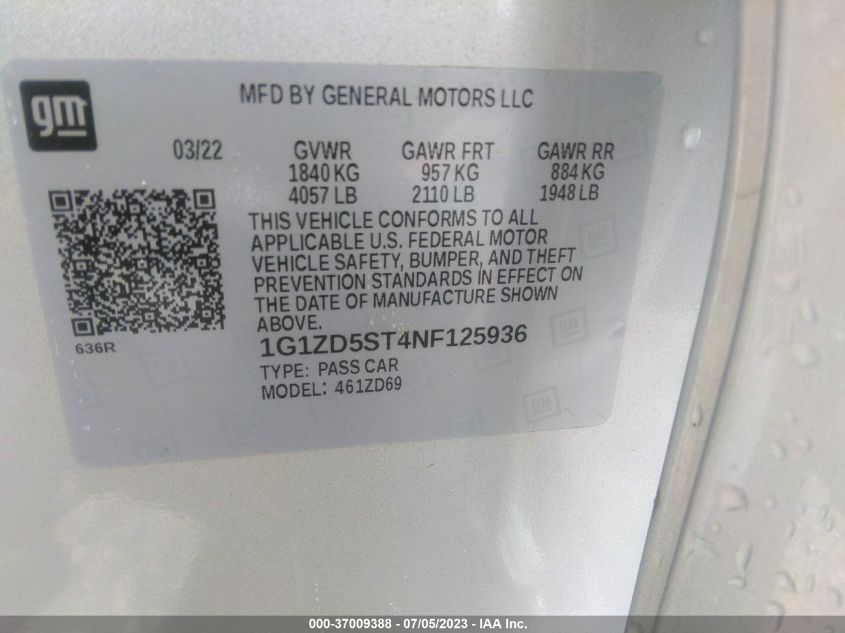 gm
MFD BY GENERAL MOTORS LLC
03/22 GVWR GAWR FRT GAWR RR
1840 KG 957 KG 884 KG
4057 LB 2110 LB 1948 LB
THIS VEHICLE CONFORMS TO ALL
APPLICABLE U.S. FEDERAL MOTOR
VEHICLE SAFETY, BUMPER, AND THEFT
PREVENTION STANDARDS IN EFFECT ON
THE DATE OF MANUFACTURE SHOWN
ABOVE.
636R
1G1ZD5ST4NF125936
TYPE: PASS CAR
MODEL: 461ZD69
GM
GM
GM
000-37009388 - 07/05/2023 - IAA Inc.